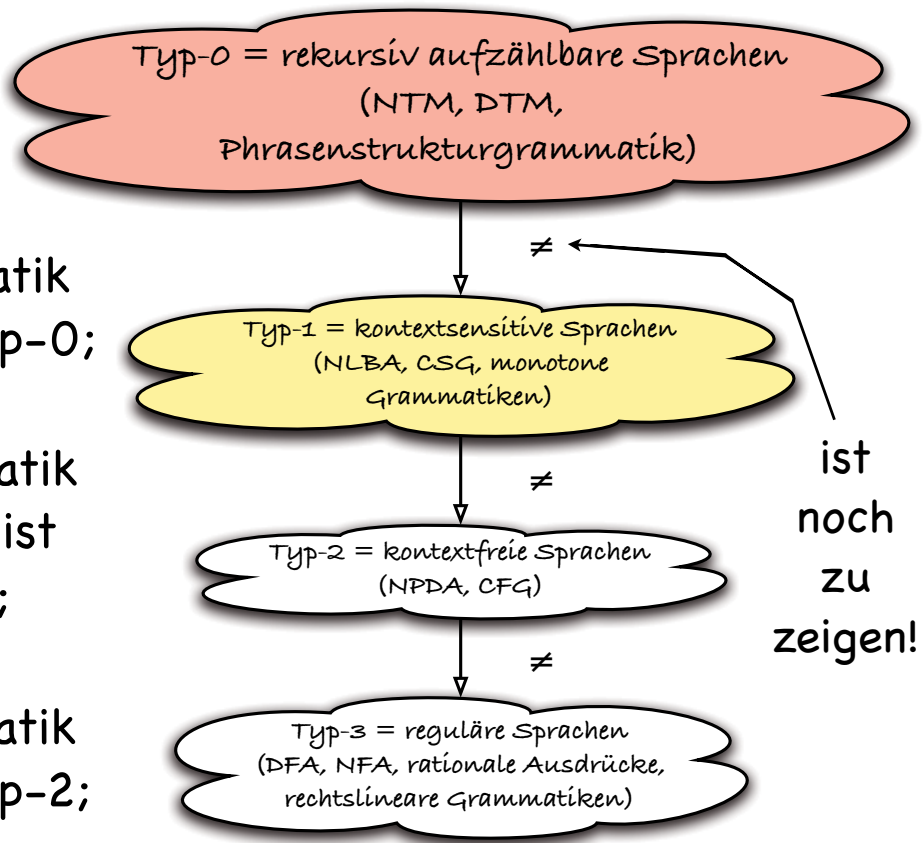 Typ-0 = rekursiv aufzählbare Sprachen
(NTM, DTM,
Phrasenstrukturgrammatik)
≠
atik
p-0;
Typ-1 = kontextsensitive Sprachen
(NLBA, CSG, monotone
Grammatiken)
ist
noch
zu
zeigen!
atik
ist
;
≠
Typ-2 = kontextfreie Sprachen
(NPDA, CFG)
≠
atik
p-2;
Typ-3 = reguläre Sprachen
(DFA, NFA, rationale Ausdrücke,
rechtslineare Grammatiken)